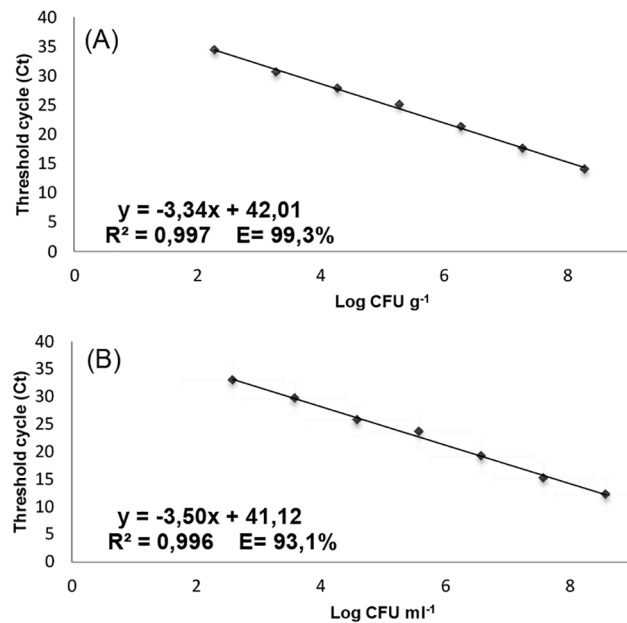 (A)
Threshold cycle (Ct)
40
35
30
25
20
15
10
5
0
y = -3,34x + 42,01
R² = 0,997 E= 99,3%
0 2 4 6 8
Log CFU g⁻¹
(B)
Threshold cycle (Ct)
40
35
30
25
20
15
10
5
0
y = -3,50x + 41,12
R² = 0,996 E= 93,1%
0 2 4 6 8
Log CFU ml⁻¹